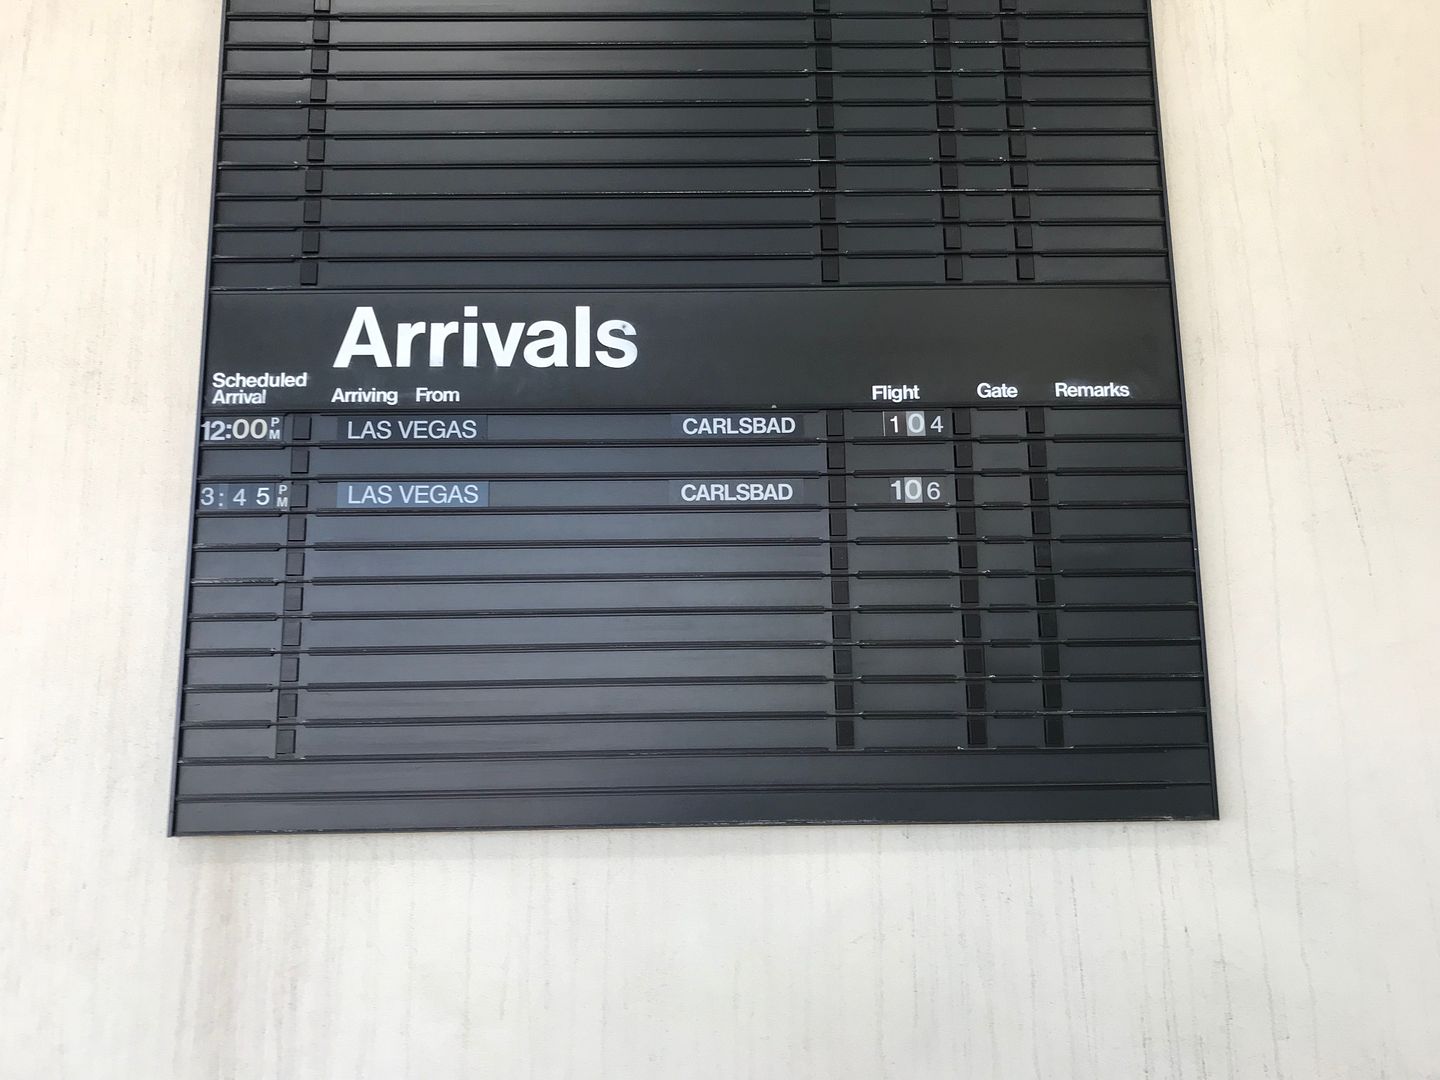 Arrivals
Scheduled Arrival Arriving From Flight Gate Remarks
12:00 PM LAS VEGAS CARLSBAD 104
3:45 PM LAS VEGAS CARLSBAD 106